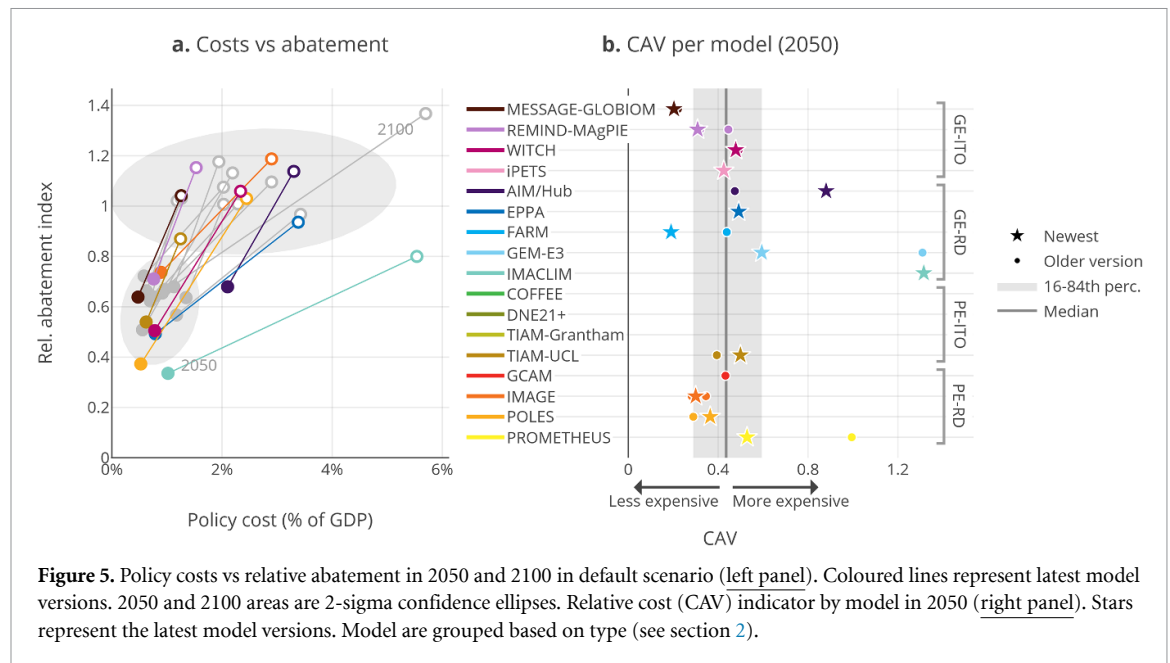 a. Costs vs abatement
b. CAV per model (2050)
Rel. abatement index
1.4
1.2
1
0.8
0.6
0.4
0.2
0
0%
2%
4%
6%
2100
2050
Policy cost (% of GDP)
MESSAGE-GLOBIOM
REMIND-MAgPIE
WITCH
iPETS
AIM/Hub
EPPA
FARM
GEM-E3
IMACLIM
COFFEE
DNE21+
TIAM-Grantham
TIAM-UCL
GCAM
IMAGE
POLES
PROMETHEUS
GE-ITO
GE-RD
PE-ITO
PE-RD
0
0.4
0.8
1.2
Less expensive
More expensive
CAV
Newest
Older version
16-84th perc.
Median
Figure 5. Policy costs vs relative abatement in 2050 and 2100 in default scenario (left panel). Coloured lines represent latest model
versions. 2050 and 2100 areas are 2-sigma confidence ellipses. Relative cost (CAV) indicator by model in 2050 (right panel). Stars
represent the latest model versions. Model are grouped based on type (see section 2).